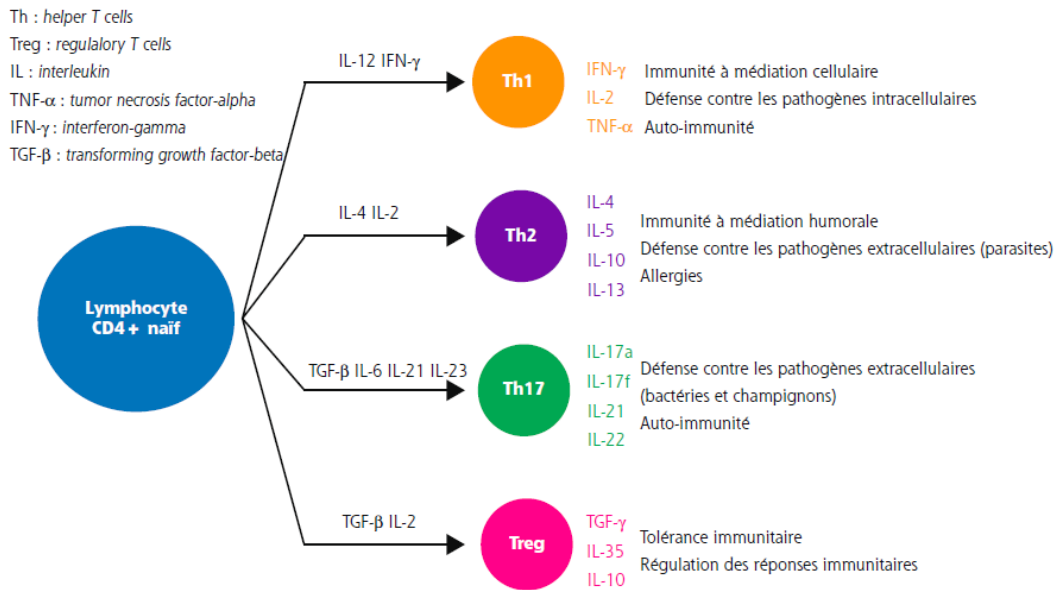 Th : helper T cells
Treg : regulalory T cells
IL : interleukin
TNF-α : tumor necrosis factor-alpha
IFN-γ : interferon-gamma
TGF-β : transforming growth factor-beta
Lymphocyte
CD4 + naïf
IL-12 IFN-γ
Th1
IFN-γ
IL-2
TNF-α
Immunité à médiation cellulaire
Défense contre les pathogènes intracellulaires
Auto-immunité
IL-4 IL-2
Th2
IL-4
IL-5
IL-10
IL-13
Immunité à médiation humorale
Défense contre les pathogènes extracellulaires (parasites)
Allergies
TGF-β IL-6 IL-21 IL-23
Th17
IL-17a
IL-17f
IL-21
IL-22
Défense contre les pathogènes extracellulaires
(bactéries et champignons)
Auto-immunité
TGF-β IL-2
Treg
TGF-γ
IL-35
IL-10
Tolérance immunitaire
Régulation des réponses immunitaires